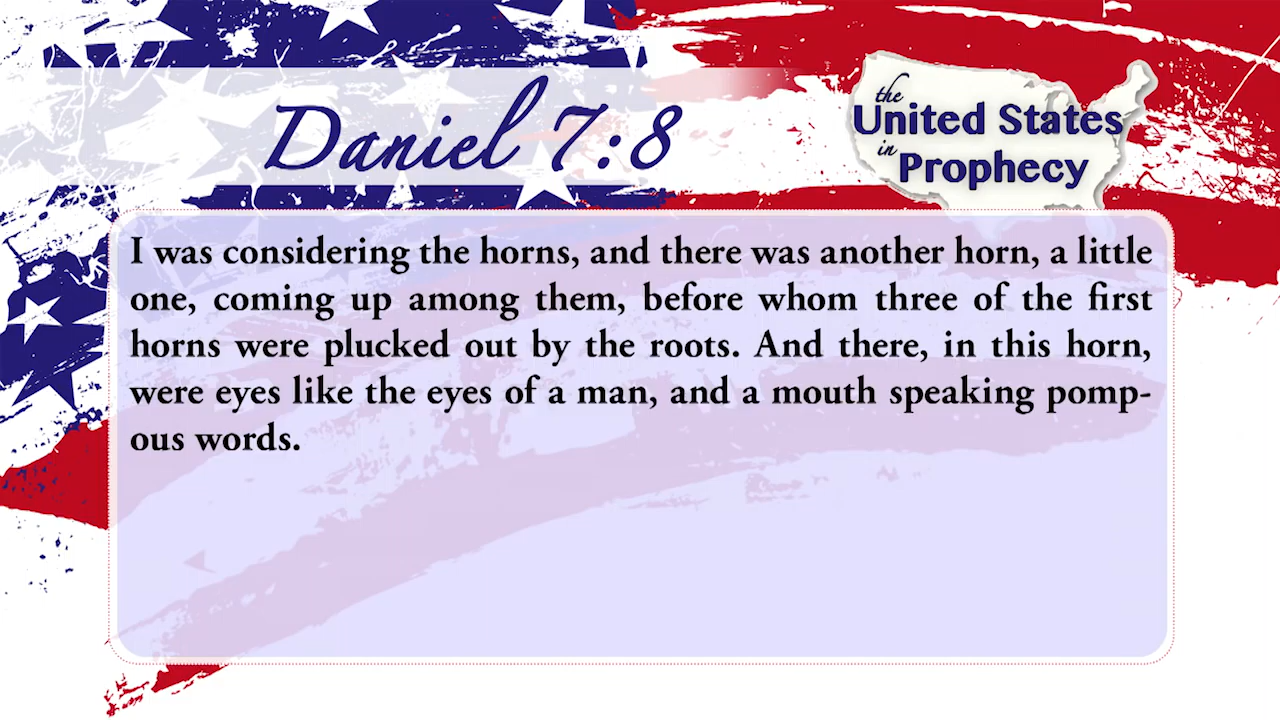 Daniel 7:8
the
United States
in
Prophecy
I was considering the horns, and there was another horn, a little
one, coming up among them, before whom three of the first
horns were plucked out by the roots. And there, in this horn,
were eyes like the eyes of a man, and a mouth speaking pomp-
ous words.